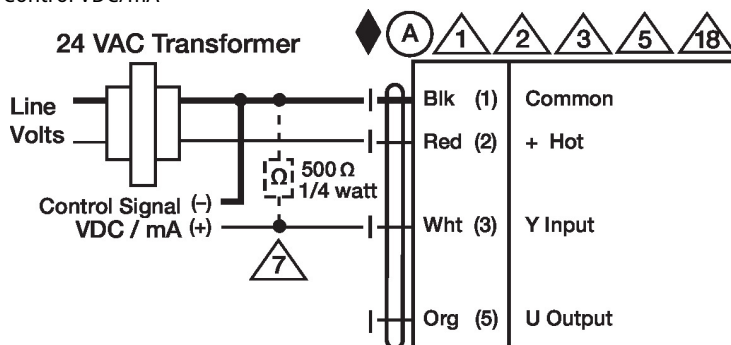 Control VDC/mA
24 VAC Transformer
A 1 2 3 5 18
Line
Volts
Blk (1) Common
Red (2) + Hot
Ω 500 Ω
1/4 watt
Control Signal (–)
VDC / mA (+)
Wht (3) Y Input
7
Org (5) U Output